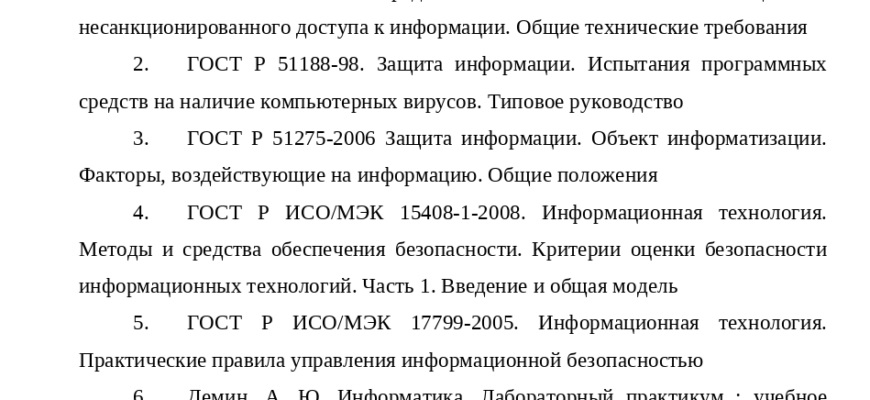 несанкционированного доступа к информации. Общие технические требования
2. ГОСТ Р 51188-98. Защита информации. Испытания программных
средств на наличие компьютерных вирусов. Типовое руководство
3. ГОСТ Р 51275-2006 Защита информации. Объект информатизации.
Факторы, воздействующие на информацию. Общие положения
4. ГОСТ Р ИСО/МЭК 15408-1-2008. Информационная технология.
Методы и средства обеспечения безопасности. Критерии оценки безопасности
информационных технологий. Часть 1. Введение и общая модель
5. ГОСТ Р ИСО/МЭК 17799-2005. Информационная технология.
Практические правила управления информационной безопасностью
6. Демин, А. Ю. Информатика. Лабораторный практикум : учебное